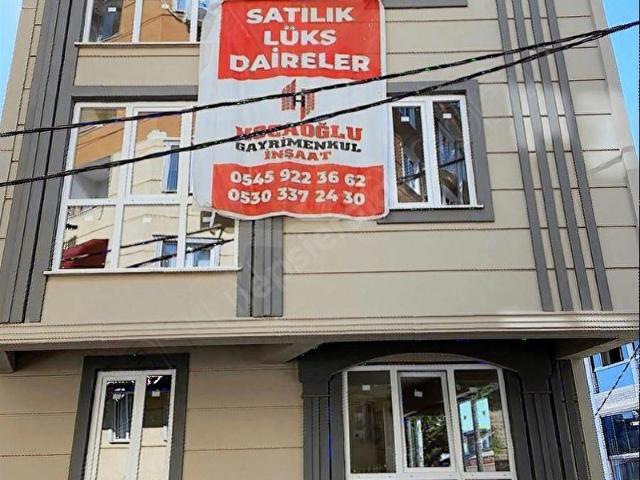 SATILIK
LÜKS
DAİRELER
HOCAOĞLU
GAYRİMENKUL
İNŞAAT
0545 922 36 62
0530 337 24 30